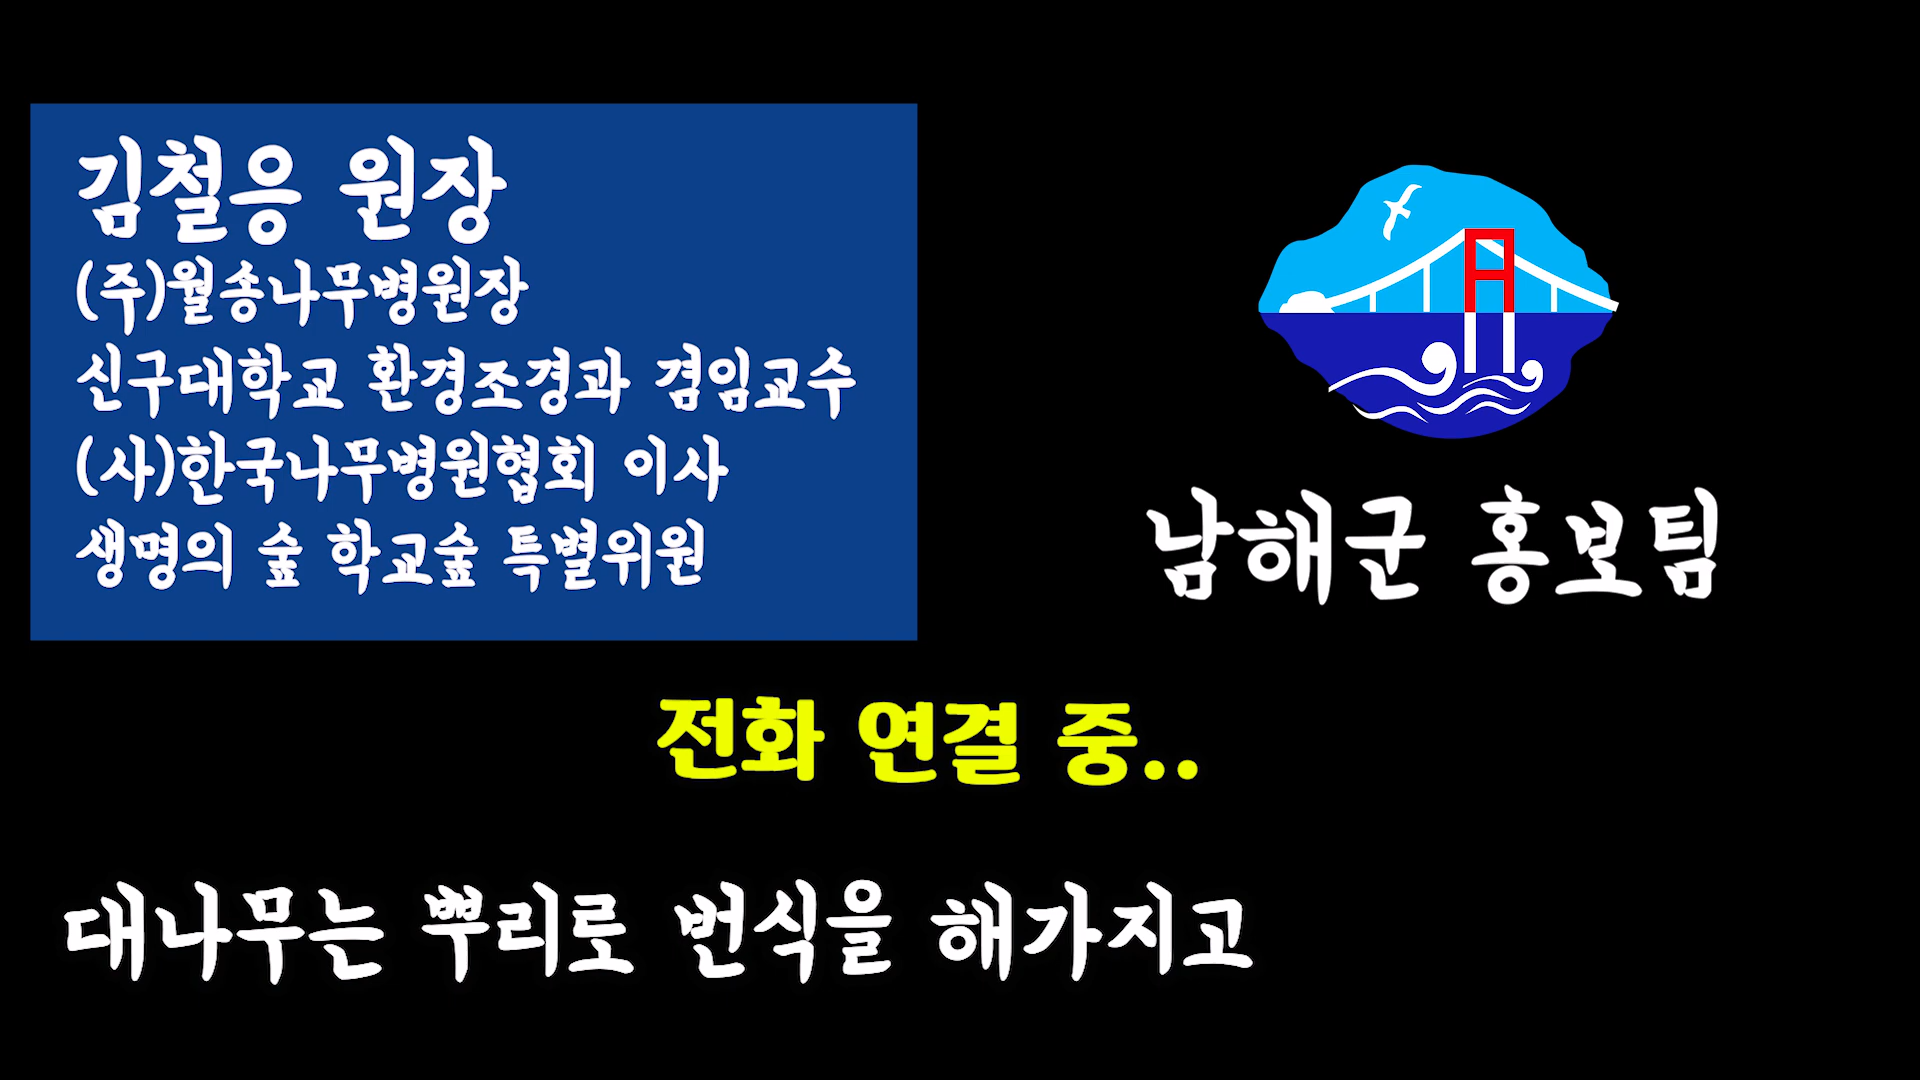 김철응 원장
(주)월송나무병원장
신구대학교 환경조경과 겸임교수
(사)한국나무병원협회 이사
생명의 숲 학교숲 특별위원
남해군 홍보팀
전화 연결 중..
대나무는 뿌리로 번식을 해가지고